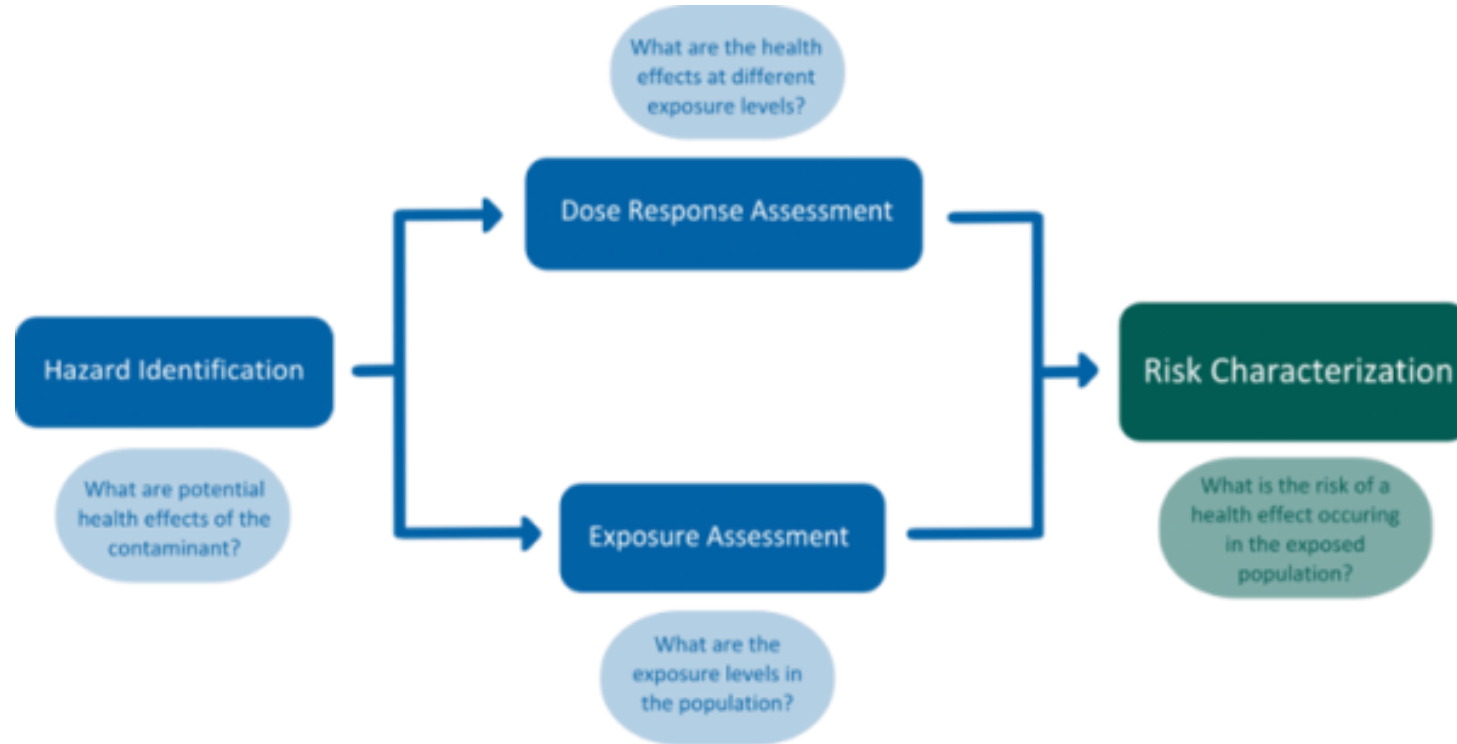 What are the health
effects at different
exposure levels?
Dose Response Assessment
Hazard Identification
What are potential
health effects of the
contaminant?
Exposure Assessment
What are the
exposure levels in
the population?
Risk Characterization
What is the risk of a
health effect occuring
in the exposed
population?